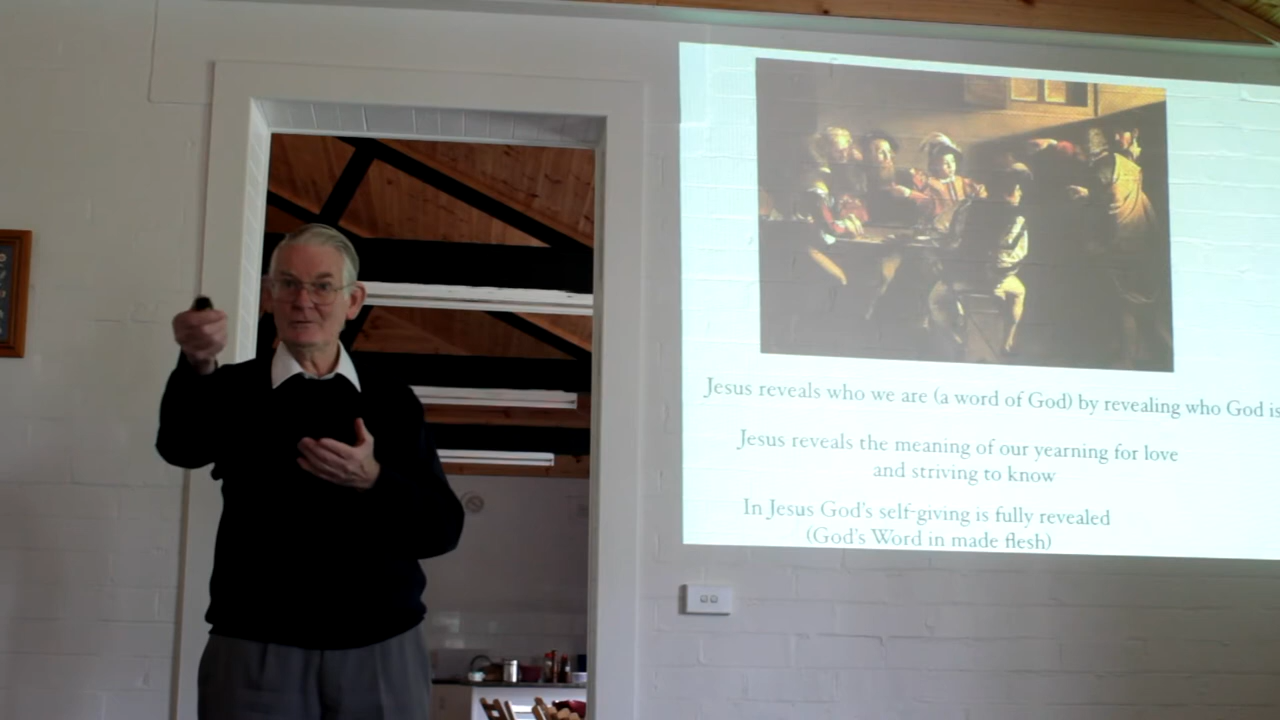 Jesus reveals who we are (a word of God) by revealing who God is
Jesus reveals the meaning of our yearning for love
and striving to know
In Jesus God's self-giving is fully revealed
(God's Word in made flesh)